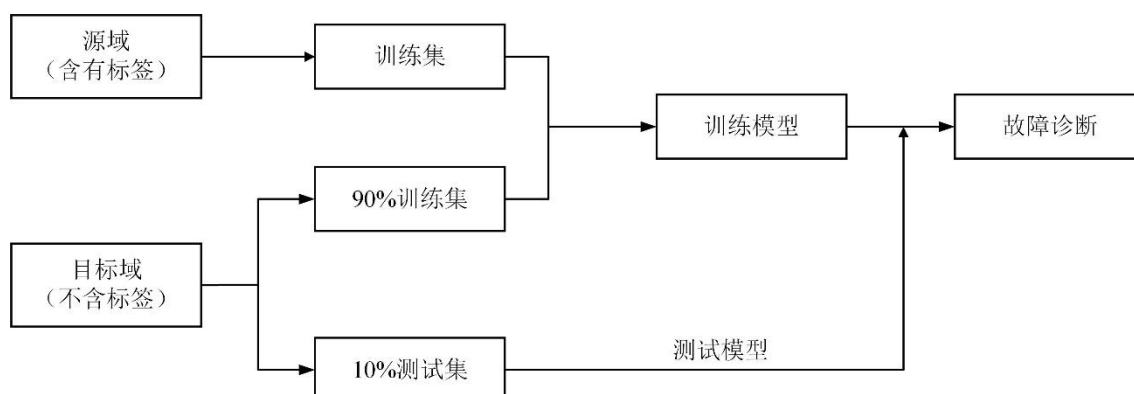 源域
（含有标签）
训练集
训练模型
故障诊断
90%训练集
目标域
（不含标签）
10%测试集
测试模型